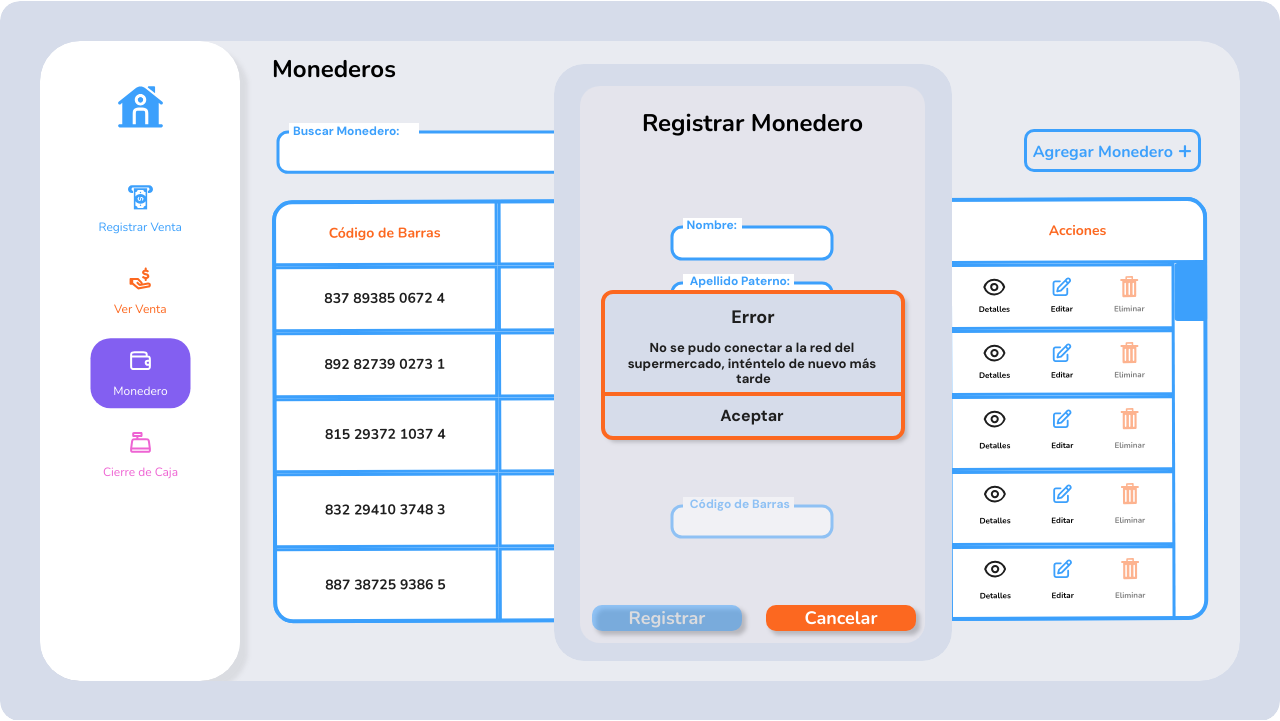 Registrar Venta
Ver Venta
Monedero
Cierre de Caja
Monederos
Buscar Monedero:
Agregar Monedero +
Código de Barras
Acciones
837 89385 0672 4
Detalles
Editar
Eliminar
892 82739 0273 1
Detalles
Editar
Eliminar
815 29372 1037 4
Detalles
Editar
Eliminar
832 29410 3748 3
Detalles
Editar
Eliminar
887 38725 9386 5
Detalles
Editar
Eliminar
Registrar Monedero
Nombre:
Apellido Paterno:
Error
No se pudo conectar a la red del
supermercado, inténtelo de nuevo más
tarde
Aceptar
Código de Barras
Registrar
Cancelar